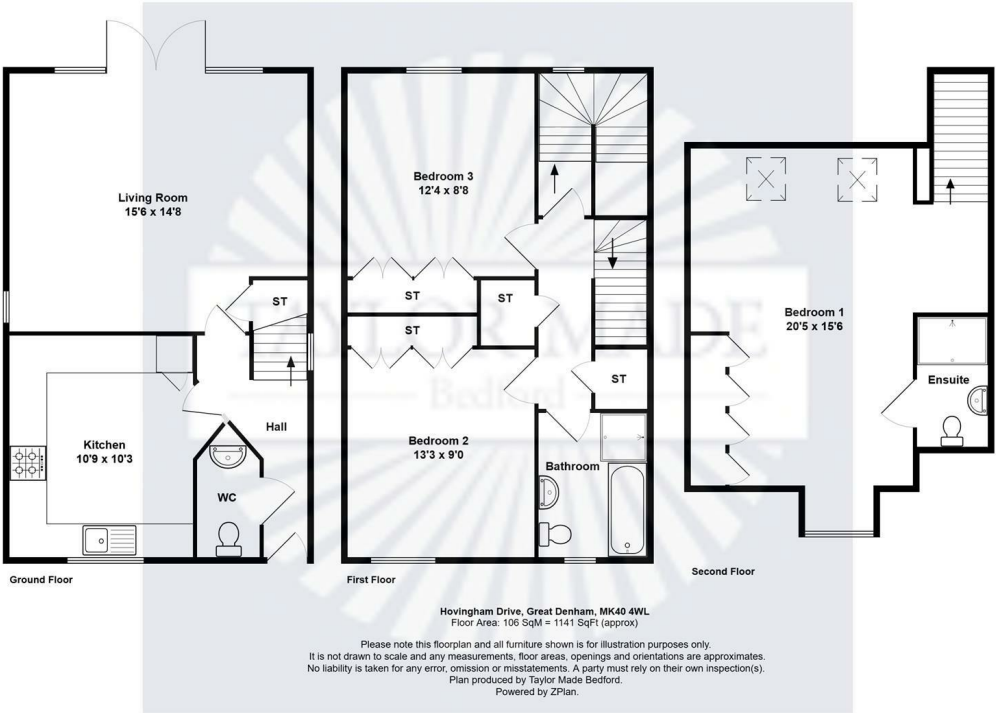 Living Room
15'6 x 14'8
ST
Kitchen
10'9 x 10'3
Hall
WC
Ground Floor
Bedroom 3
12'4 x 8'8
ST
ST
ST
ST
Bedroom 2
13'3 x 9'0
Bathroom
First Floor
Bedroom 1
20'5 x 15'6
Ensuite
Second Floor
TAYLOR MADE
Bedford
Hovingham Drive, Great Denham, MK40 4WL
Floor Area: 106 SqM = 1141 SqFt (approx)
Please note this floorplan and all furniture shown is for illustration purposes only.
It is not drawn to scale and any measurements, floor areas, openings and orientations are approximates.
No liability is taken for any error, omission or misstatements. A party must rely on their own inspection(s).
Plan produced by Taylor Made Bedford.
Powered by ZPlan.